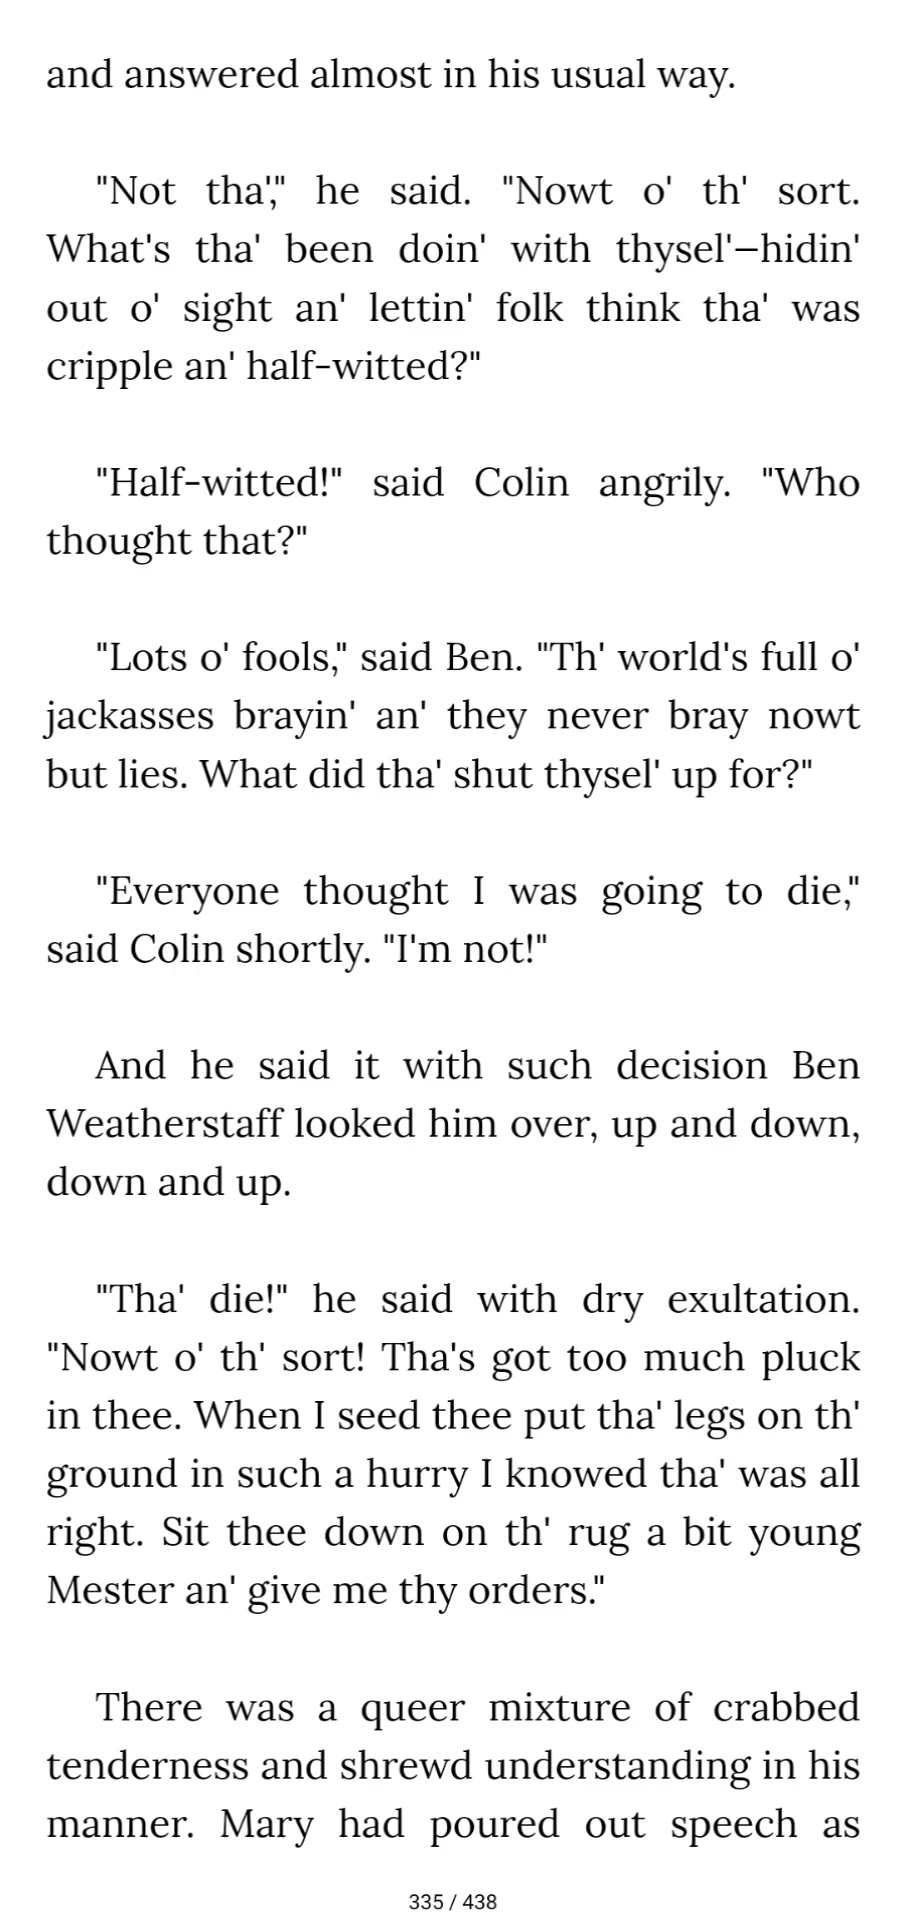 and answered almost in his usual way.
"Not tha'," he said. "Nowt o' th' sort.
What's tha' been doin' with thysel'—hidin'
out o' sight an' lettin' folk think tha' was
cripple an' half-witted?"
"Half-witted!" said Colin angrily. "Who
thought that?"
"Lots o' fools," said Ben. "Th' world's full o'
jackasses brayin' an' they never bray nowt
but lies. What did tha' shut thysel' up for?"
"Everyone thought I was going to die,"
said Colin shortly. "I'm not!"
And he said it with such decision Ben
Weatherstaff looked him over, up and down,
down and up.
"Tha' die!" he said with dry exultation.
"Nowt o' th' sort! Tha's got too much pluck
in thee. When I seed thee put tha' legs on th'
ground in such a hurry I knowed tha' was all
right. Sit thee down on th' rug a bit young
Mester an' give me thy orders."
There was a queer mixture of crabbed
tenderness and shrewd understanding in his
manner. Mary had poured out speech as
335 / 438